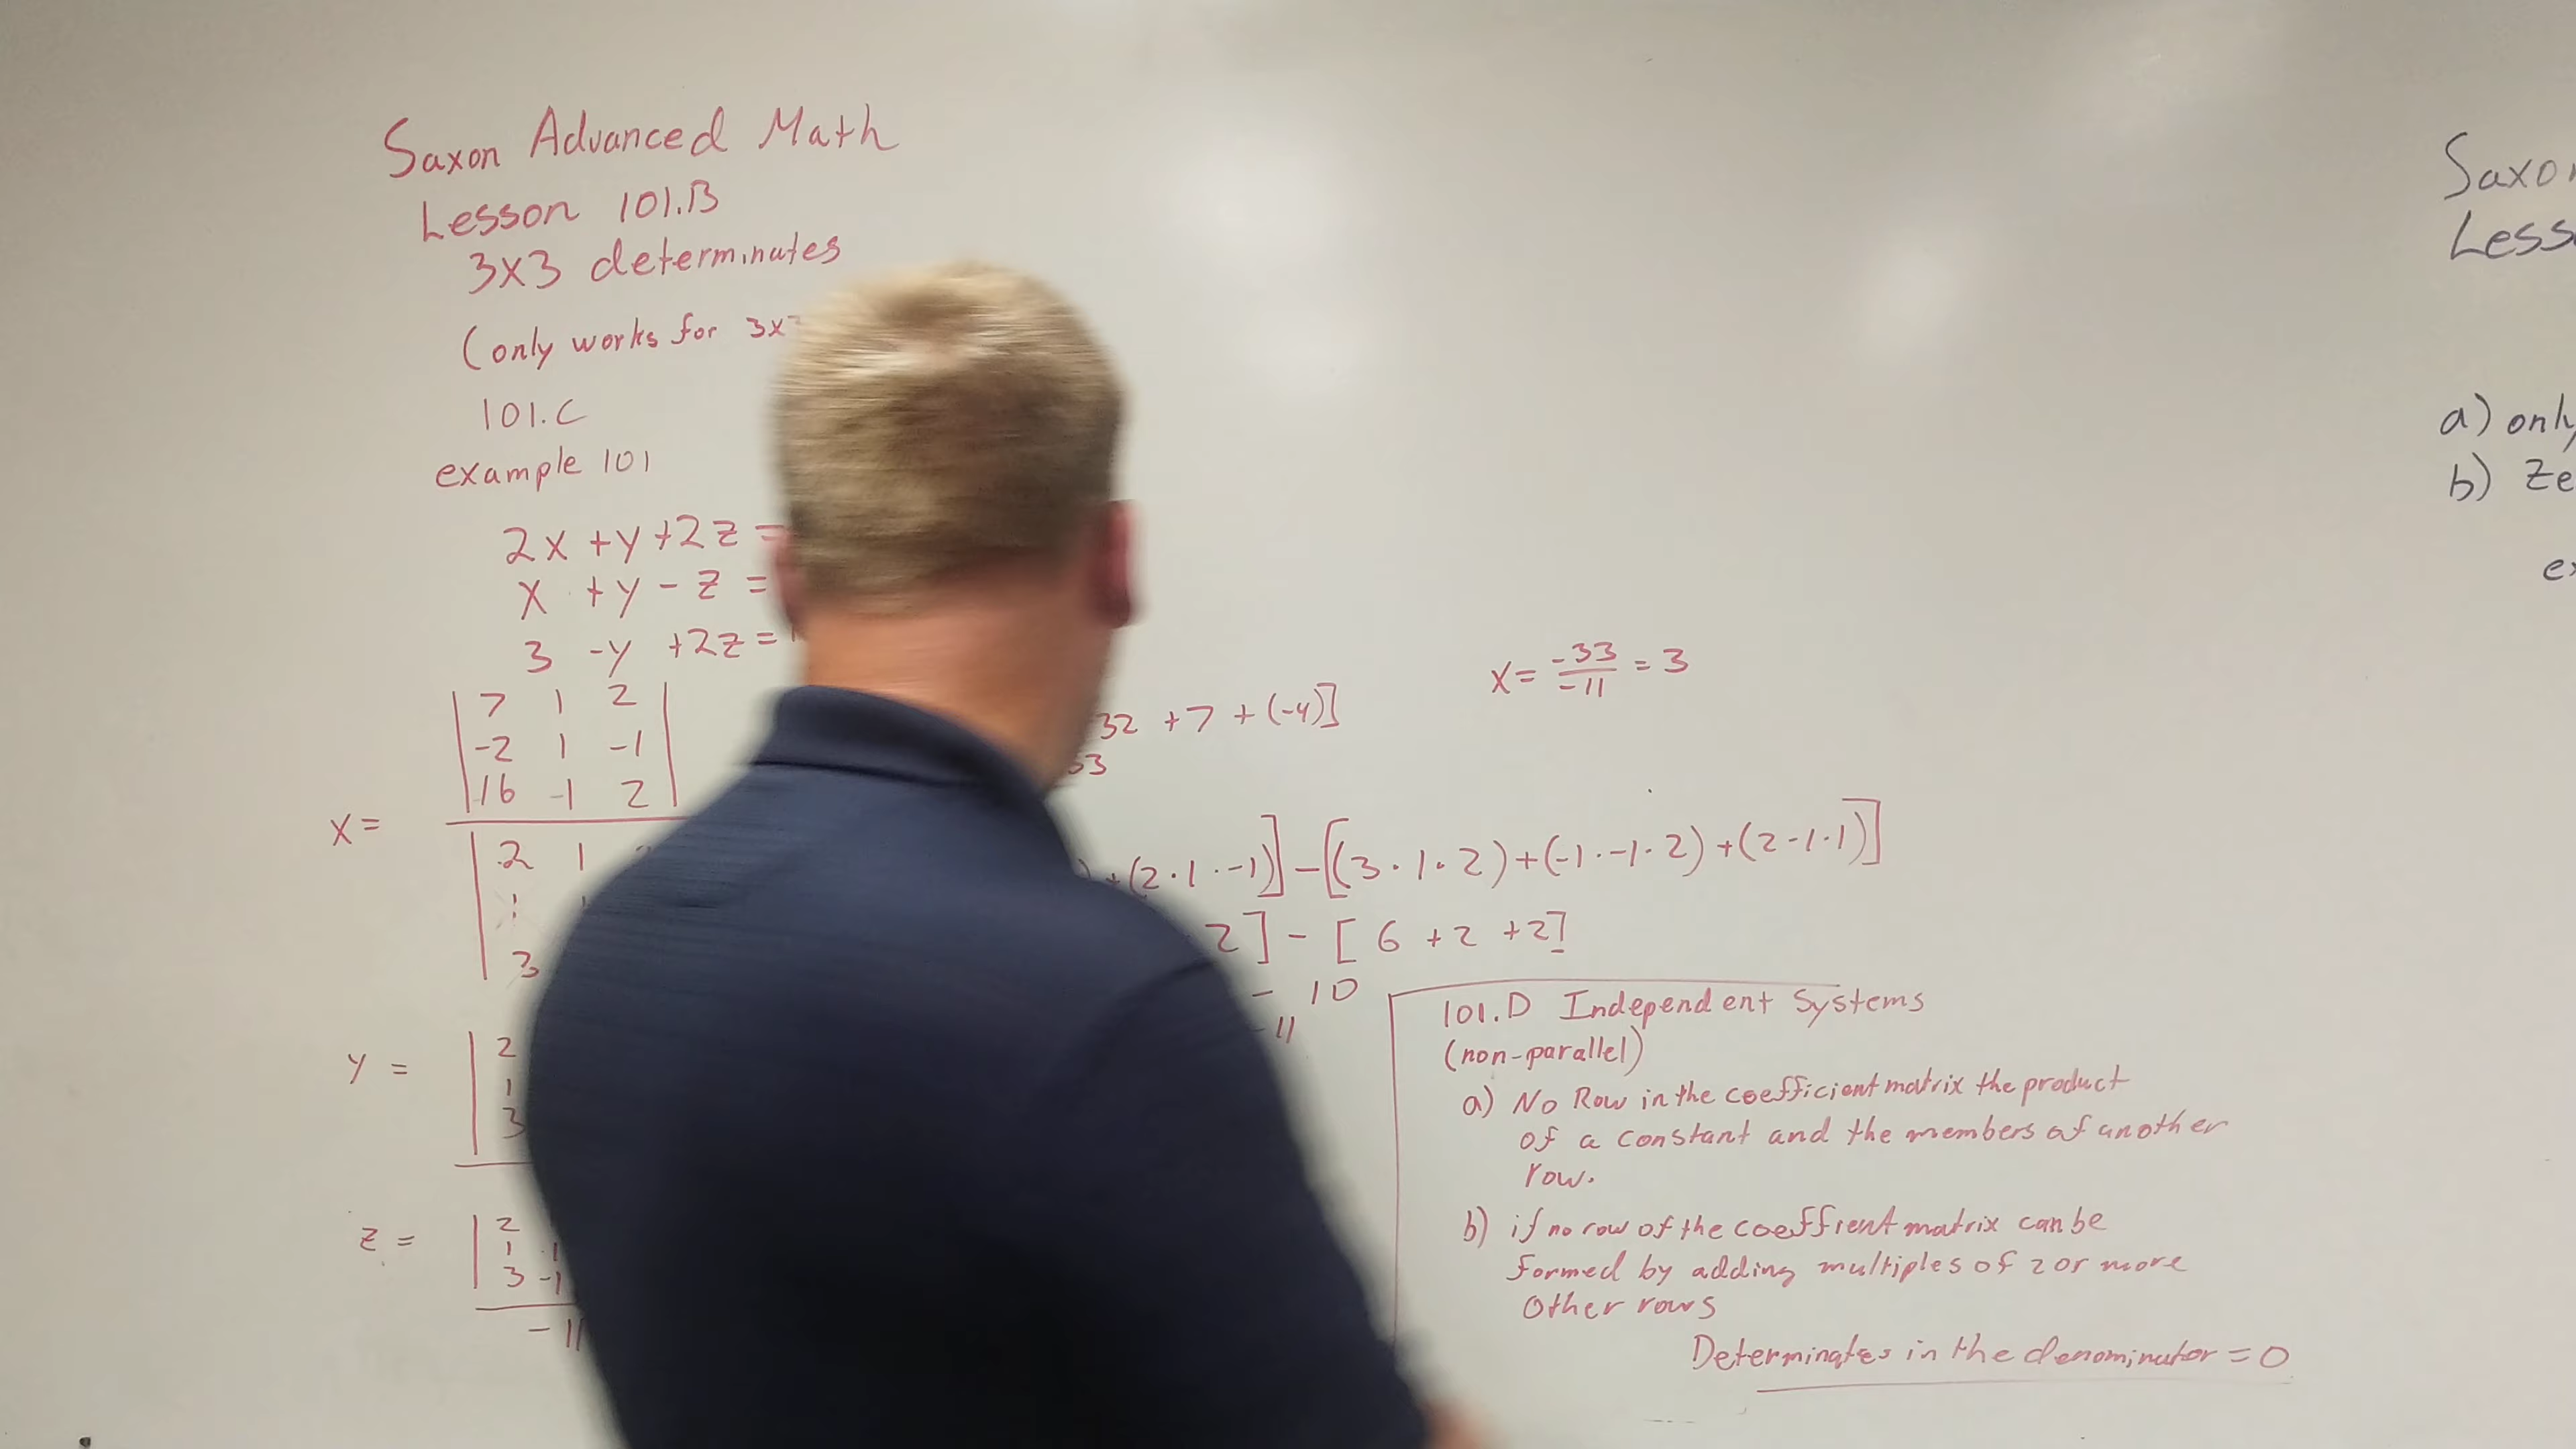 Saxon Advanced Math
Lesson 101.B
3x3 determinates
(only works for 3x
101.C
example 101
2x +y +2z =
x +y - z =
3 -y +2z =
7 1 2
-2 1 -1
16 -1 2
x =
2 1
1
3
32 + 7 + (-4)]
33
x = -33/-11 = 3
+(2·1·-1)] - [(3·1·2)+(-1·-1·2)+(2-1·1)]
2] - [6 +2 +2]
- 10
-11
y =
2
1
3
z =
2
1 1
3 -1
-11
101.D Independent Systems
(non-parallel)
a) No Row in the coefficient matrix the product
of a constant and the members of another
row.
b) if no row of the coeffient matrix can be
formed by adding multiples of 2 or more
other rows
Determinates in the denominator = 0
Saxo
Less
a) only
b) Ze
ex